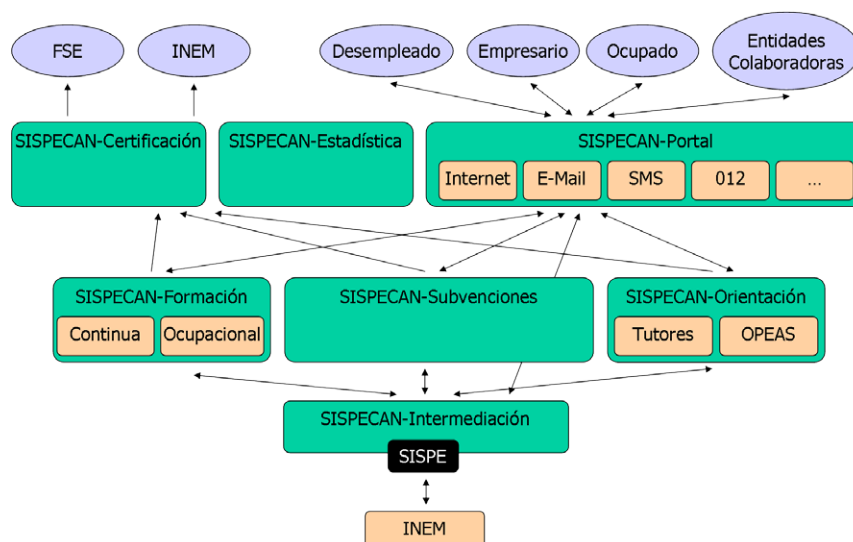 FSE
INEM
Desempleado
Empresario
Ocupado
Entidades
Colaboradoras
SISPECAN-Certificación
SISPECAN-Estadística
SISPECAN-Portal
Internet
E-Mail
SMS
012
...
SISPECAN-Formación
Continua
Ocupacional
SISPECAN-Subvenciones
SISPECAN-Orientación
Tutores
OPEAS
SISPECAN-Intermediación
SISPE
INEM